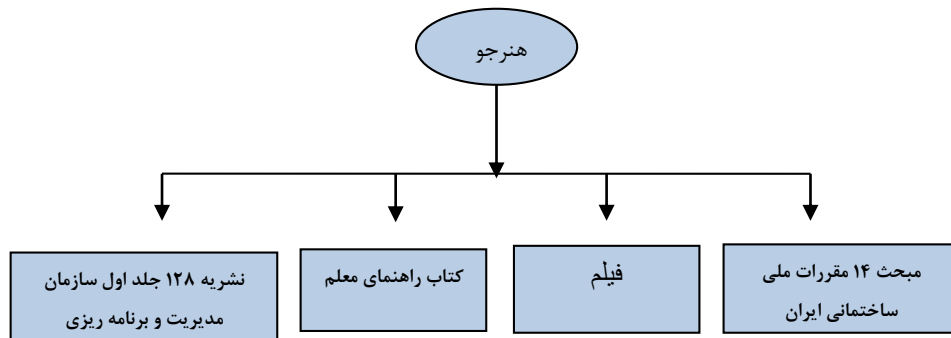 هنرجو
مبحث ۱۴ مقررات ملی
ساختمانی ایران
فیلم
کتاب راهنمای معلم
نشریه ۱۲۸ جلد اول سازمان
مدیریت و برنامه ریزی